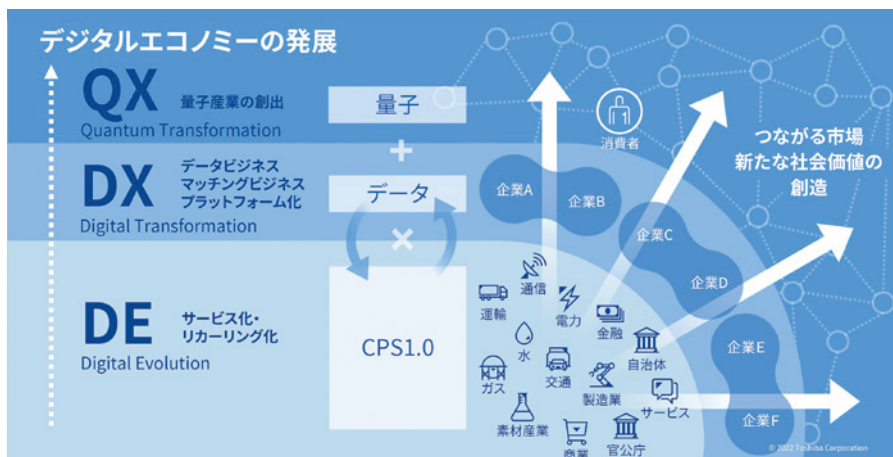 デジタルエコノミーの発展
QX
量子産業の創出
Quantum Transformation
量子
+
DX
データビジネス
マッチングビジネス
プラットフォーム化
Digital Transformation
データ
×
DE
サービス化・
リカーリング化
Digital Evolution
CPS1.0
消費者
つながる市場
新たな社会価値の
創造
企業A
企業B
企業C
企業D
企業E
企業F
通信
運輸
電力
金融
水
自治体
ガス
交通
製造業
サービス
素材産業
商業
官公庁
© 2022 Toshiba Corporation